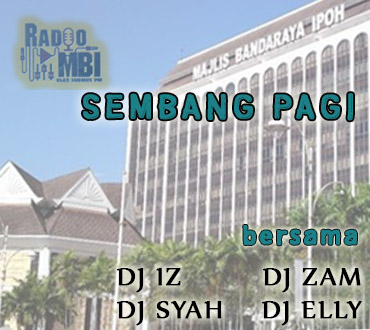 RADIO
MBI
MAJLIS BANDARAYA IPOH
SEMBANG PAGI
bersama
DJ IZ DJ ZAM
DJ SYAH DJ ELLY